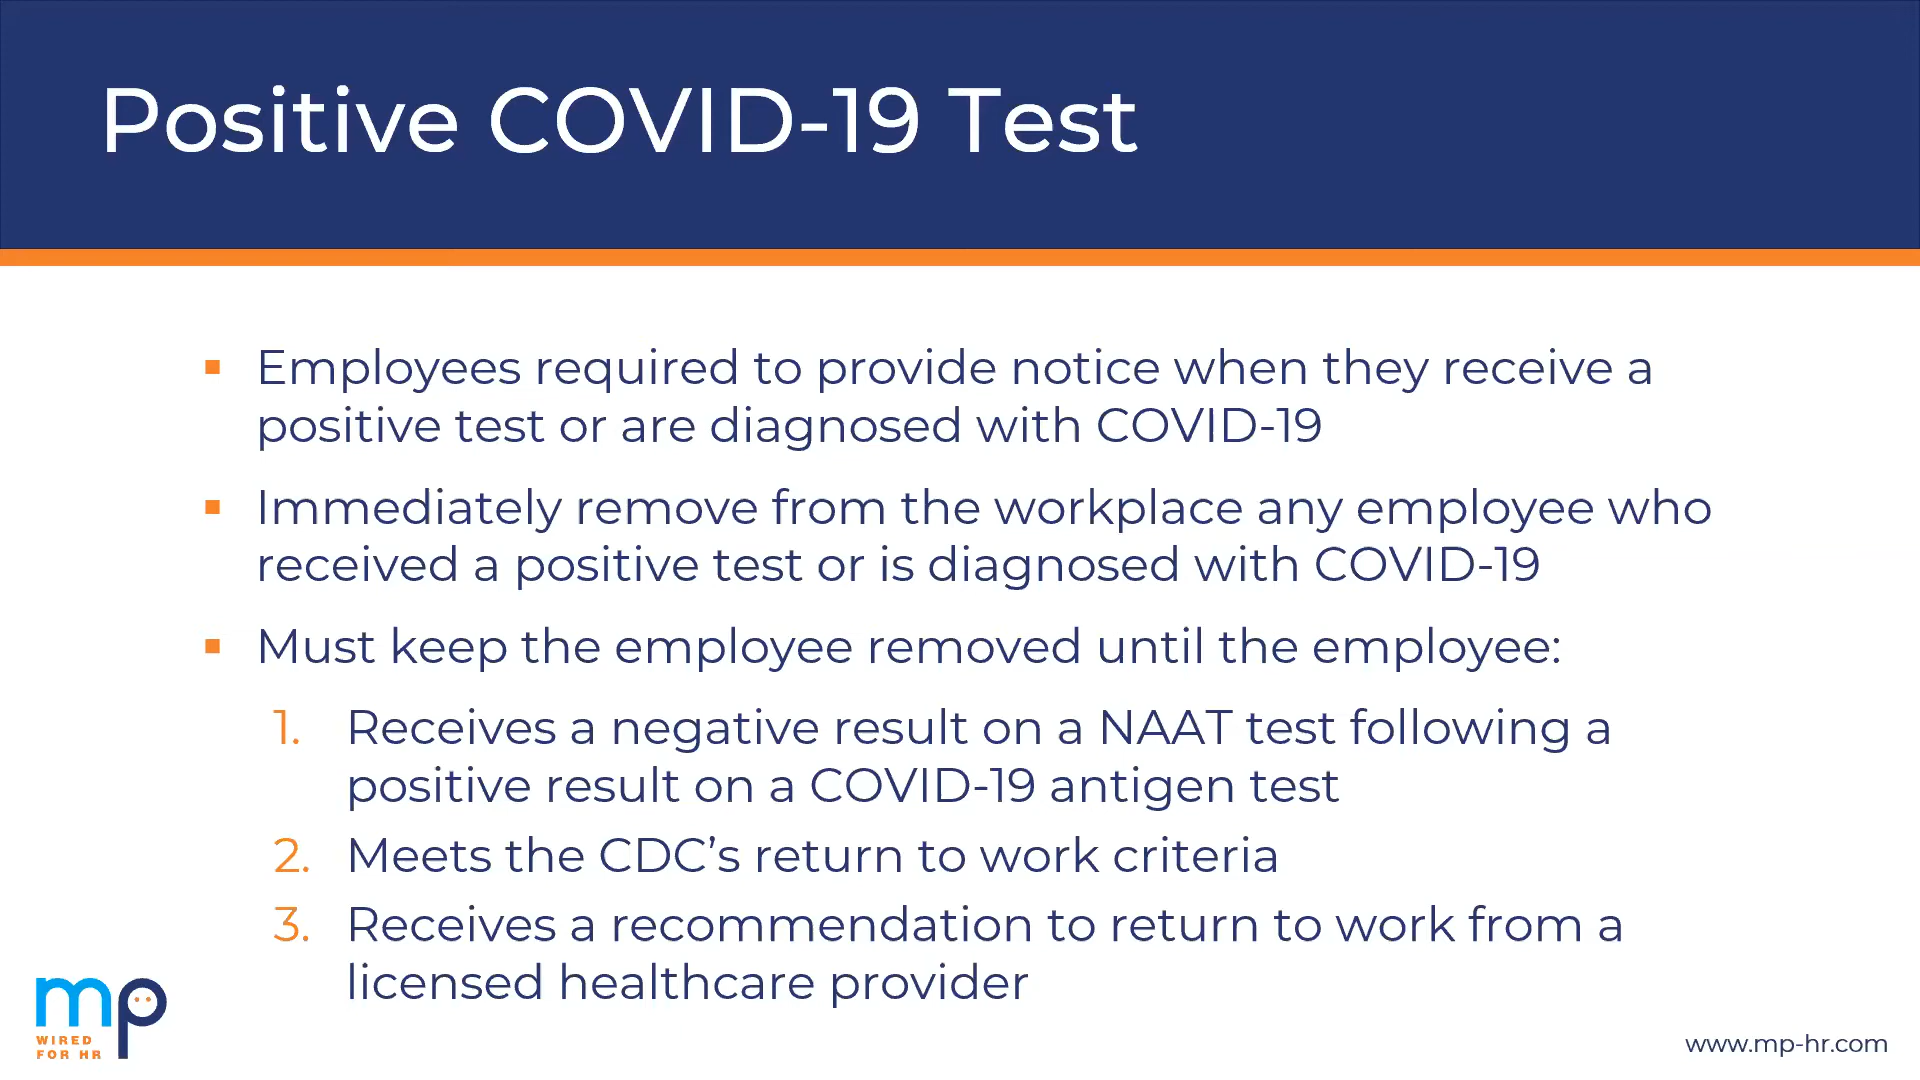 Positive COVID-19 Test
▪ Employees required to provide notice when they receive a
positive test or are diagnosed with COVID-19
▪ Immediately remove from the workplace any employee who
received a positive test or is diagnosed with COVID-19
▪ Must keep the employee removed until the employee:
1. Receives a negative result on a NAAT test following a
positive result on a COVID-19 antigen test
2. Meets the CDC’s return to work criteria
3. Receives a recommendation to return to work from a
licensed healthcare provider
mp
WIRED
FOR HR
www.mp-hr.com